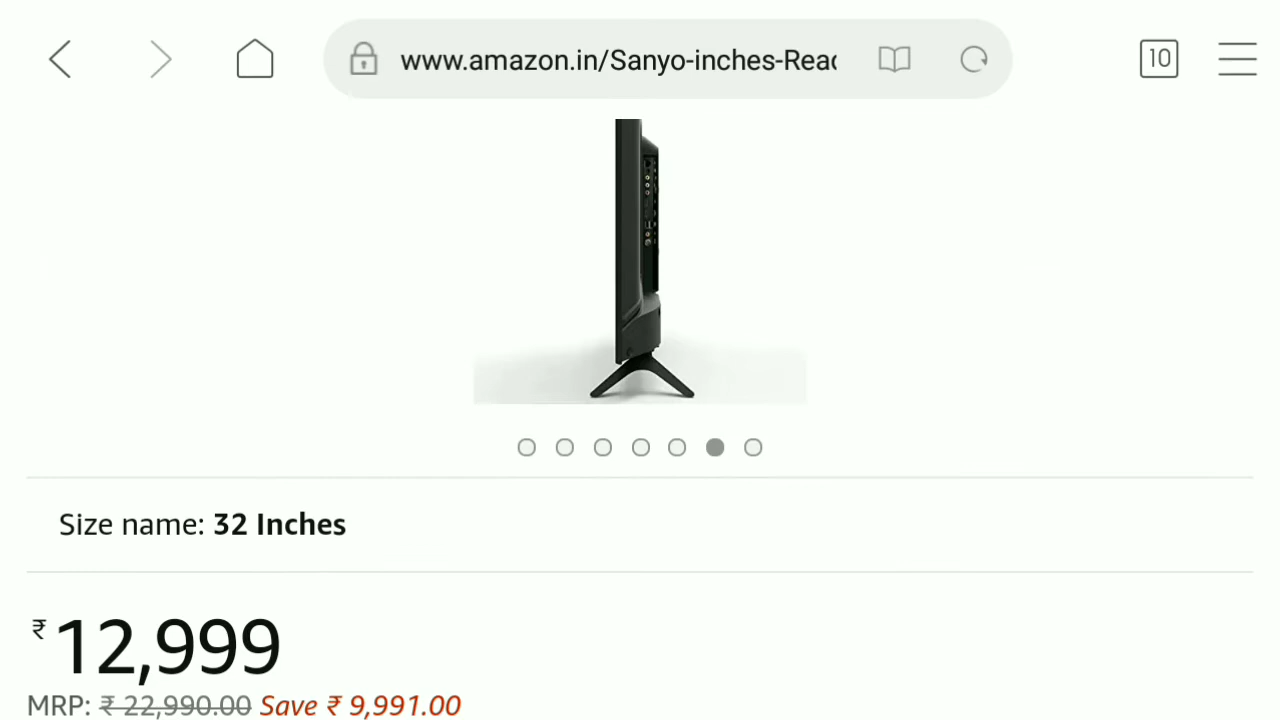 www.amazon.in/Sanyo-inches-Read
10
Size name: 32 Inches
₹12,999
MRP: ₹ 22,990.00 Save ₹ 9,991.00